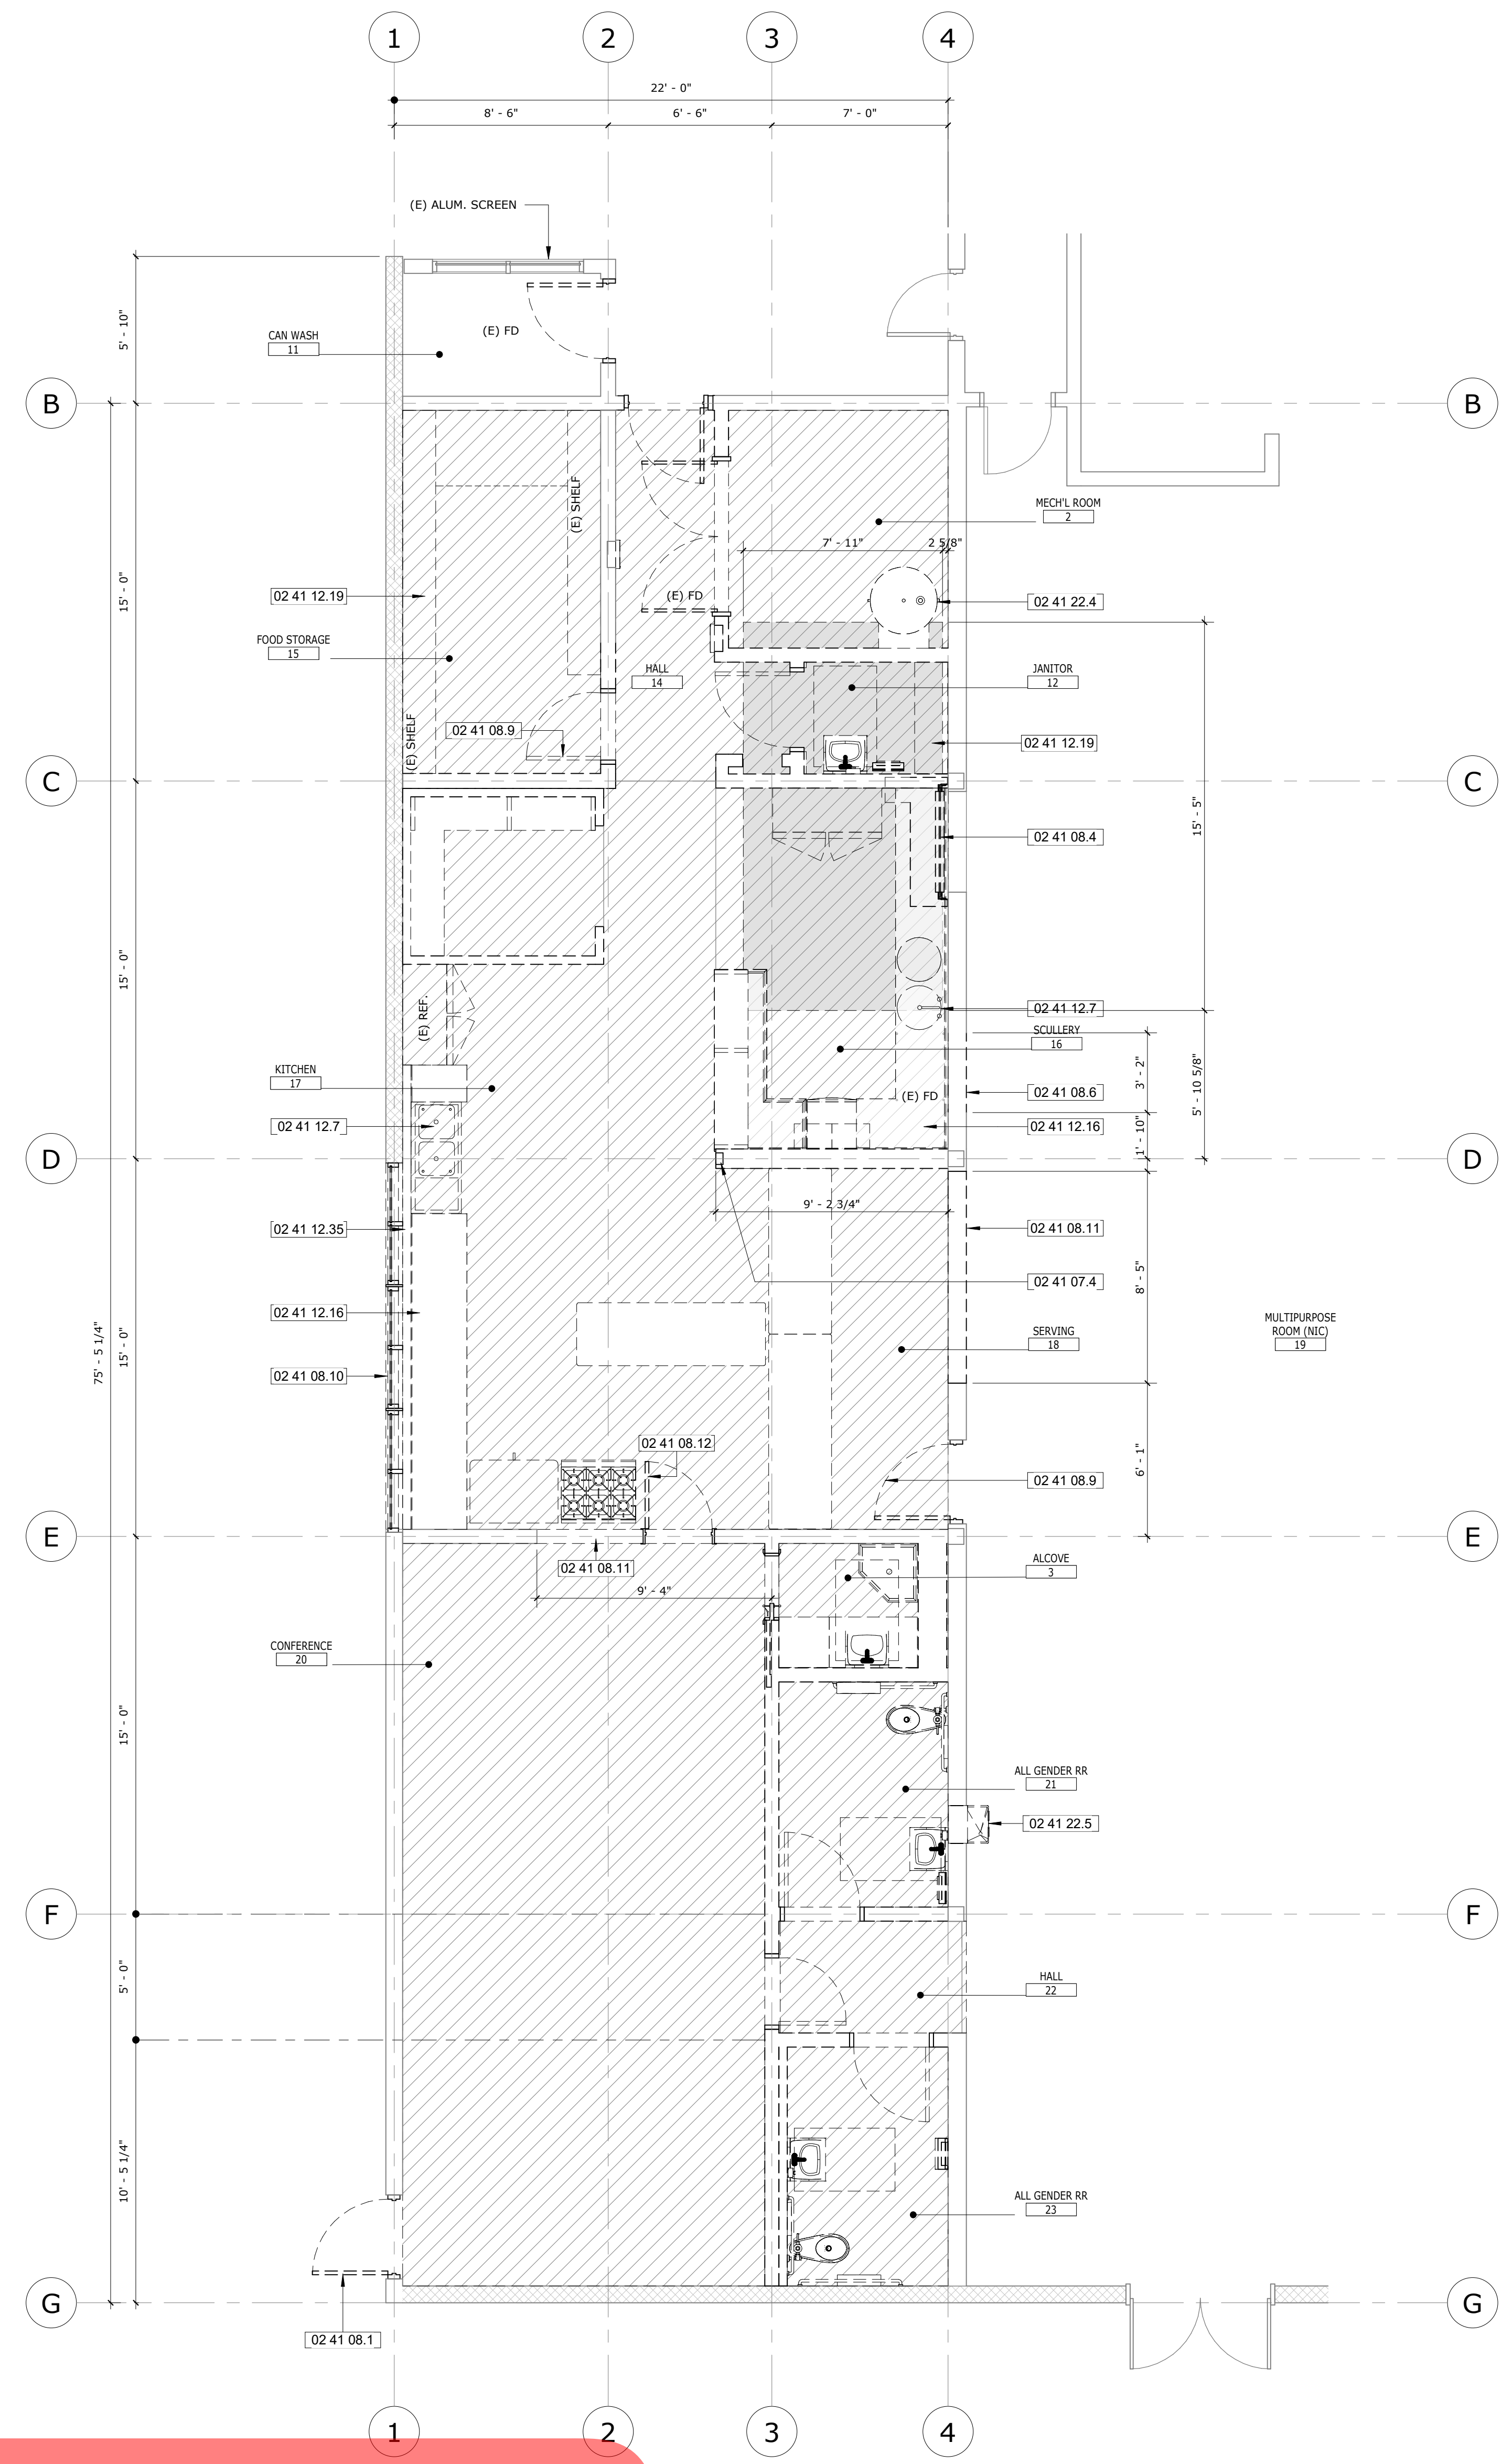 1 2 3 4
22' - 0"
8' - 6" 6' - 6" 7' - 0"
(E) ALUM. SCREEN
5' - 10"
(E) FD
CAN WASH
11
B B
MECH'L ROOM
2
(E) SHELF
7' - 11" 2 5/8"
15' - 0"
02 41 12.19
(E) FD
02 41 22.4
FOOD STORAGE
15
HALL
14
JANITOR
12
(E) SHELF
02 41 08.9
02 41 12.19
C C
15' - 5"
02 41 08.4
15' - 0"
(E) REF.
02 41 12.7
SCULLERY
16
KITCHEN
17
3' - 2"
5' - 10 5/8"
(E) FD
02 41 08.6
02 41 12.7
02 41 12.16
1' - 10"
D D
9' - 2 3/4"
02 41 12.35
02 41 08.11
8' - 5"
02 41 07.4
02 41 12.16
MULTIPURPOSE
ROOM (NIC)
19
SERVING
18
75' - 5 1/4"
15' - 0"
02 41 08.10
02 41 08.12
6' - 1"
02 41 08.9
E E
02 41 08.11
ALCOVE
3
9' - 4"
CONFERENCE
20
15' - 0"
ALL GENDER RR
21
02 41 22.5
F F
5' - 0"
HALL
22
10' - 5 1/4"
ALL GENDER RR
23
G G
02 41 08.1
1 2 3 4